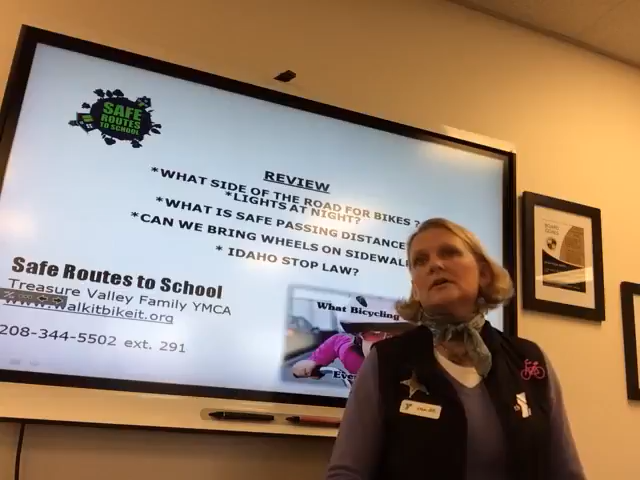 SAFE
ROUTES
TO SCHOOL
REVIEW
*WHAT SIDE OF THE ROAD FOR BIKES ?
*LIGHTS AT NIGHT?
*WHAT IS SAFE PASSING DISTANCE
*CAN WE BRING WHEELS ON
* IDAHO STOP LAW?
Safe Routes to School
Treasure Valley Family YMCA
www.walkitbikeit.org
208-344-5502 ext. 291
What Bicycling